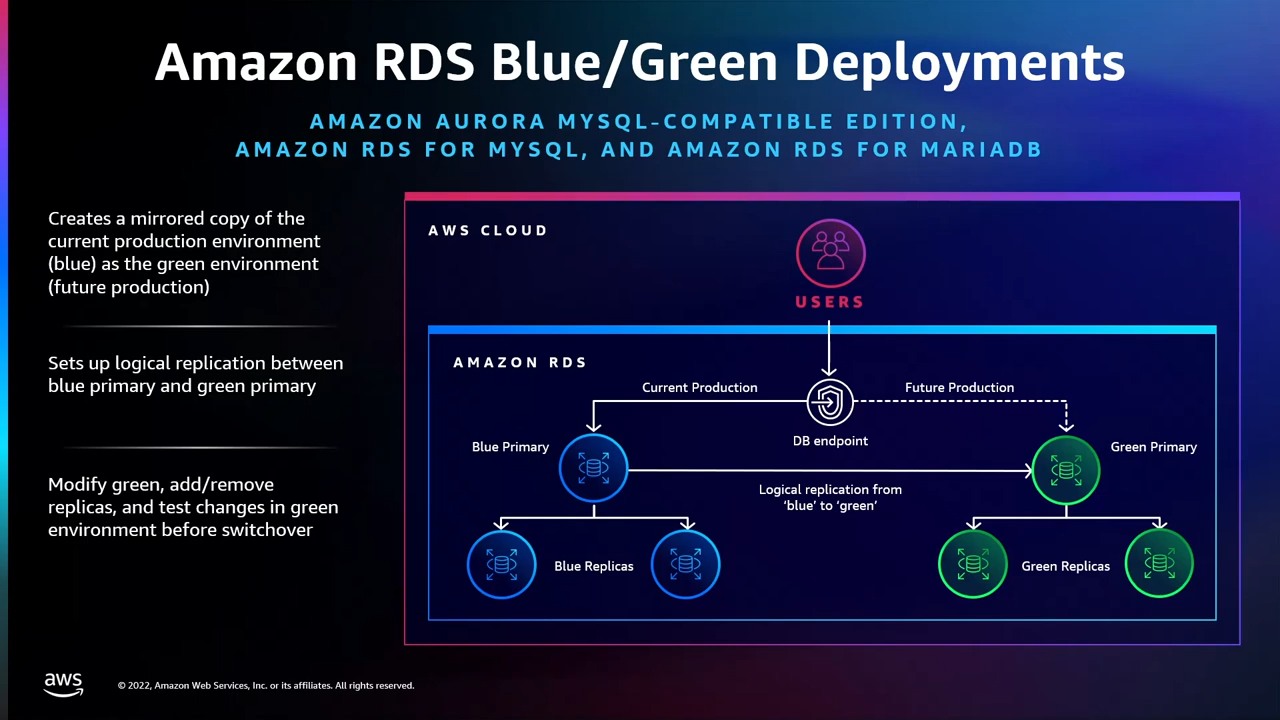 Amazon RDS Blue/Green Deployments
AMAZON AURORA MYSQL-COMPATIBLE EDITION,
AMAZON RDS FOR MYSQL, AND AMAZON RDS FOR MARIADB
Creates a mirrored copy of the
current production environment
(blue) as the green environment
(future production)
Sets up logical replication between
blue primary and green primary
Modify green, add/remove
replicas, and test changes in green
environment before switchover
AWS CLOUD
USERS
AMAZON RDS
Current Production
Future Production
DB endpoint
Blue Primary
Green Primary
Logical replication from
‘blue’ to ‘green’
Blue Replicas
Green Replicas
aws
© 2022, Amazon Web Services, Inc. or its affiliates. All rights reserved.